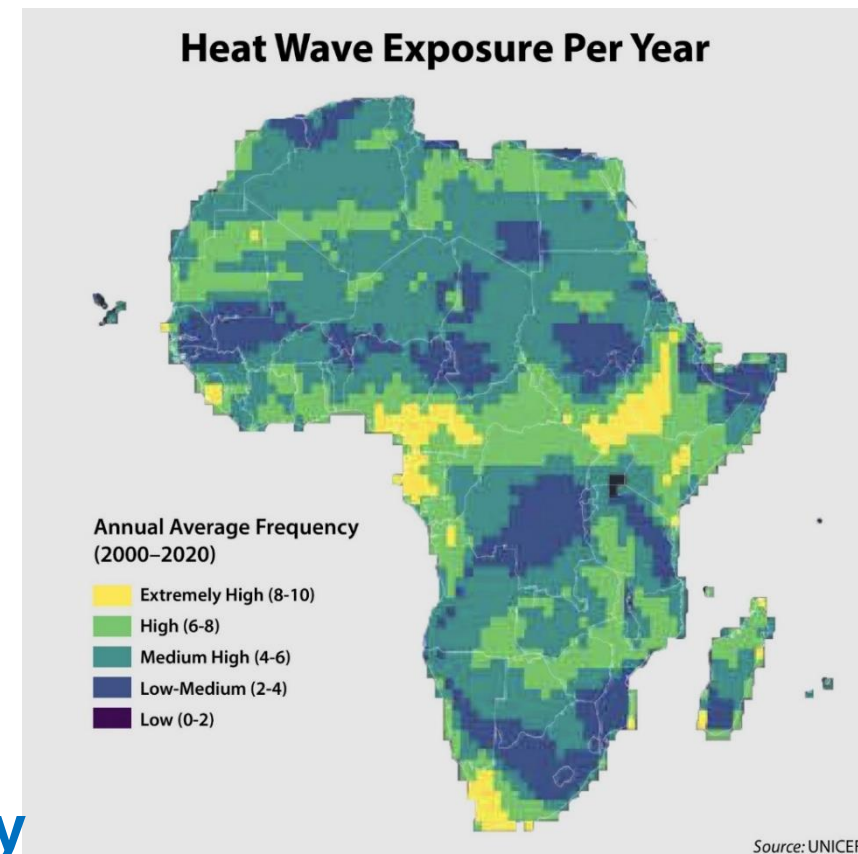 Heat Wave Exposure Per Year
Annual Average Frequency
(2000–2020)
Extremely High (8-10)
High (6-8)
Medium High (4-6)
Low-Medium (2-4)
Low (0-2)
y
Source: UNICEF